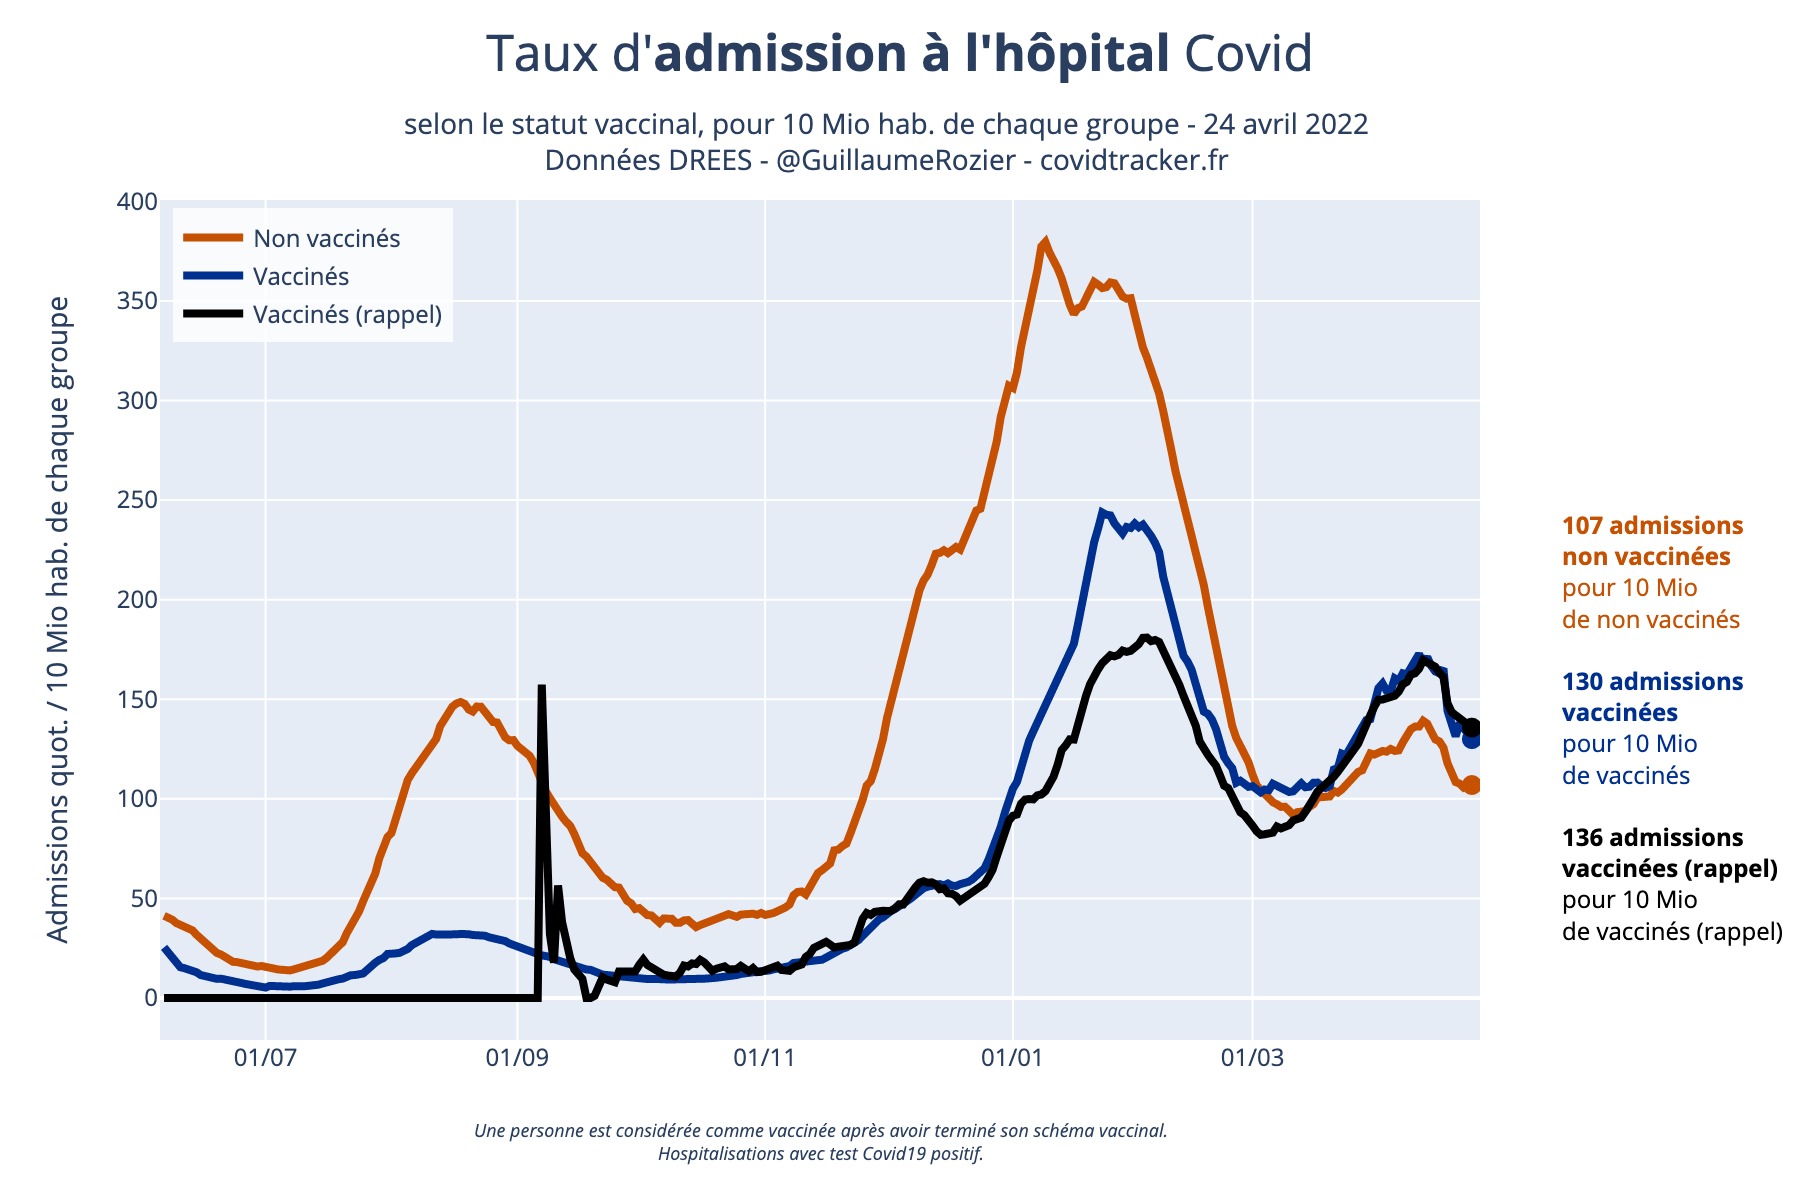 Taux d'admission à l'hôpital Covid
selon le statut vaccinal, pour 10 Mio hab. de chaque groupe - 24 avril 2022
Données DREES - @GuillaumeRozier - covidtracker.fr
Admissions quot. / 10 Mio hab. de chaque groupe
400
350
300
250
200
150
100
50
0
Non vaccinés
Vaccinés
Vaccinés (rappel)
01/07
01/09
01/11
01/01
01/03
107 admissions
non vaccinées
pour 10 Mio
de non vaccinés
130 admissions
vaccinées
pour 10 Mio
de vaccinés
136 admissions
vaccinées (rappel)
pour 10 Mio
de vaccinés (rappel)
Une personne est considérée comme vaccinée après avoir terminé son schéma vaccinal.
Hospitalisations avec test Covid19 positif.